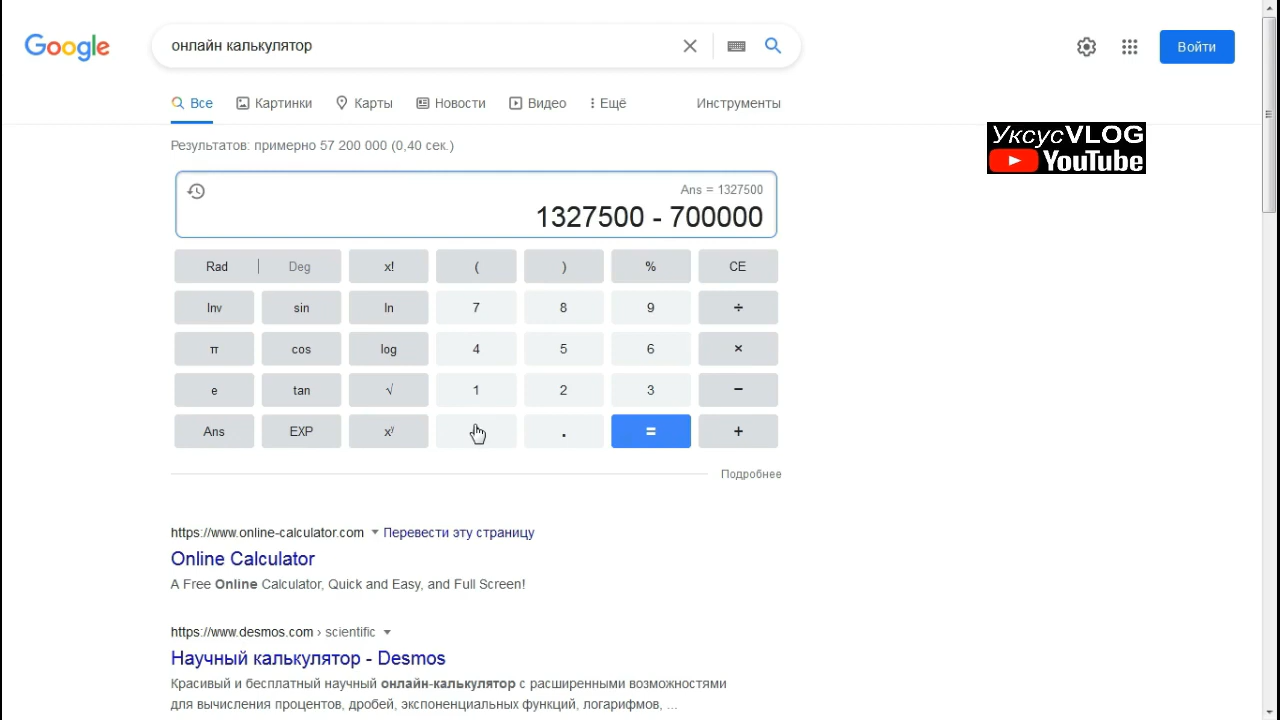 Google
онлайн калькулятор
Войти
Все
Картинки
Карты
Новости
Видео
Ещё
Инструменты
Результатов: примерно 57 200 000 (0,40 сек.)
УксусVLOG
YouTube
Ans = 1327500
1327500 - 700000
Rad | Deg x! ( ) % CE
Inv sin ln 7 8 9 ÷
π cos log 4 5 6 ×
e tan √ 1 2 3 −
Ans EXP xʸ . = +
Подробнее
https://www.online-calculator.com Перевести эту страницу
Online Calculator
A Free Online Calculator, Quick and Easy, and Full Screen!
https://www.desmos.com › scientific
Научный калькулятор - Desmos
Красивый и бесплатный научный онлайн-калькулятор с расширенными возможностями
для вычисления процентов, дробей, экспоненциальных функций, логарифмов, ...